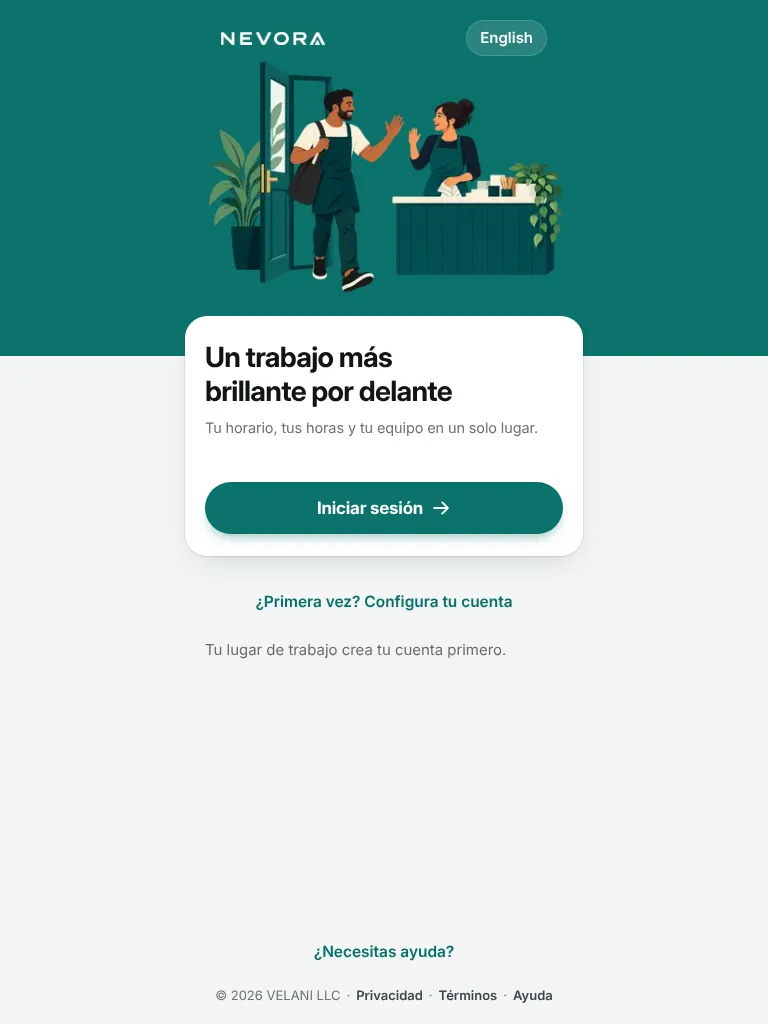 NEVORA
English
Un trabajo más
brillante por delante
Tu horario, tus horas y tu equipo en un solo lugar.
Iniciar sesión →
¿Primera vez? Configura tu cuenta
Tu lugar de trabajo crea tu cuenta primero.
¿Necesitas ayuda?
© 2026 VELANI LLC · Privacidad · Términos · Ayuda